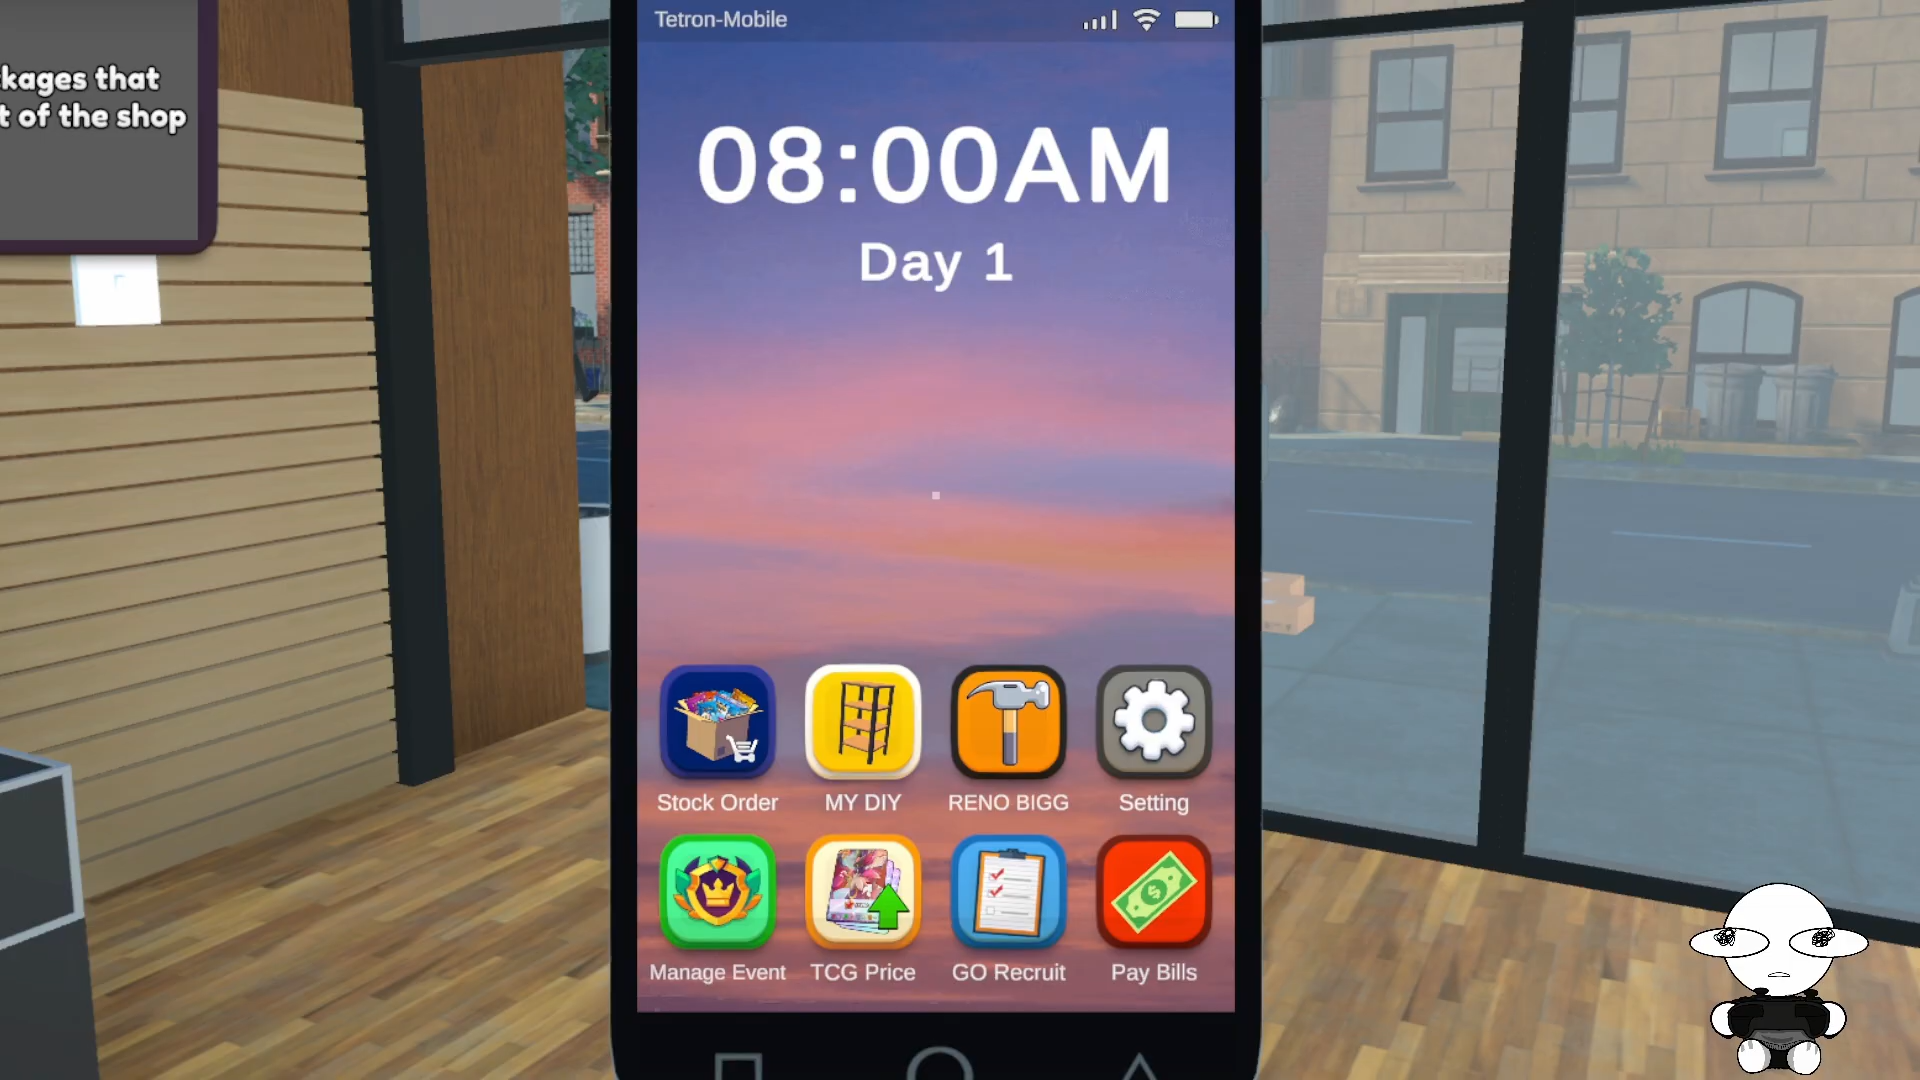 Tetron-Mobile
kages that
t of the shop
08:00AM
Day 1
Stock Order
MY DIY
RENO BIGG
Setting
Manage Event
TCG Price
GO Recruit
Pay Bills